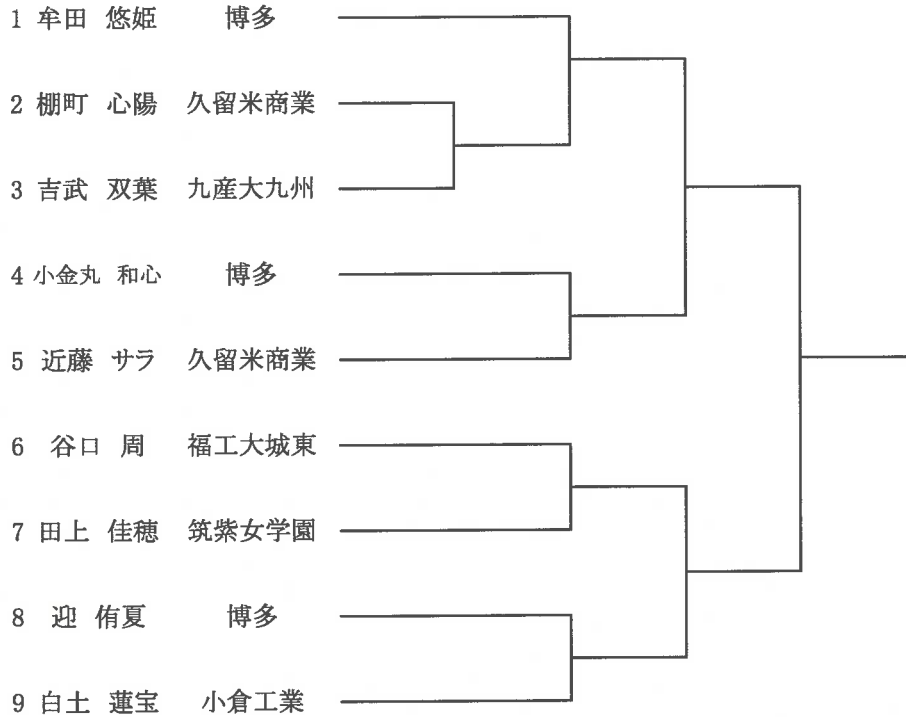 1 牟田 悠姫 博多
2 棚町 心陽 久留米商業
3 吉武 双葉 九産大九州
4 小金丸 和心 博多
5 近藤 サラ 久留米商業
6 谷口 周 福工大城東
7 田上 佳穂 筑紫女学園
8 迎 侑夏 博多
9 白土 蓮宝 小倉工業